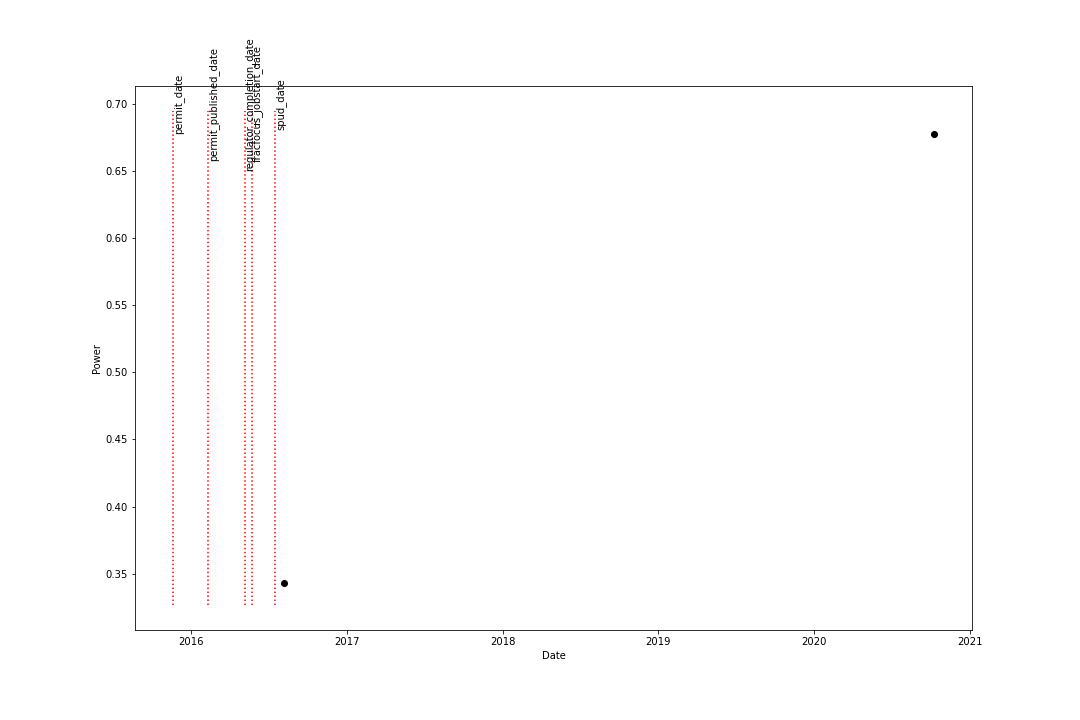 permit_date
permit_published_date
regulator_completion_date
fracfocus_jobstart_date
spud_date
0.70
0.65
0.60
0.55
0.50
0.45
0.40
0.35
Power
2016
2017
2018
2019
2020
2021
Date